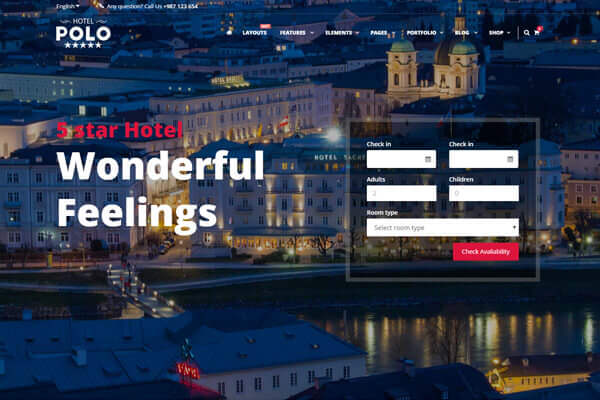 English
Any question? Call Us +987 123 654
HOTEL
POLO
LAYOUTS
FEATURES
ELEMENTS
PAGES
PORTFOLIO
BLOG
SHOP
5 star Hotel
Wonderful
Feelings
HOTEL SACHER
Check in
Check in
Adults
Children
2
0
Room type
Select room type
Check Availability